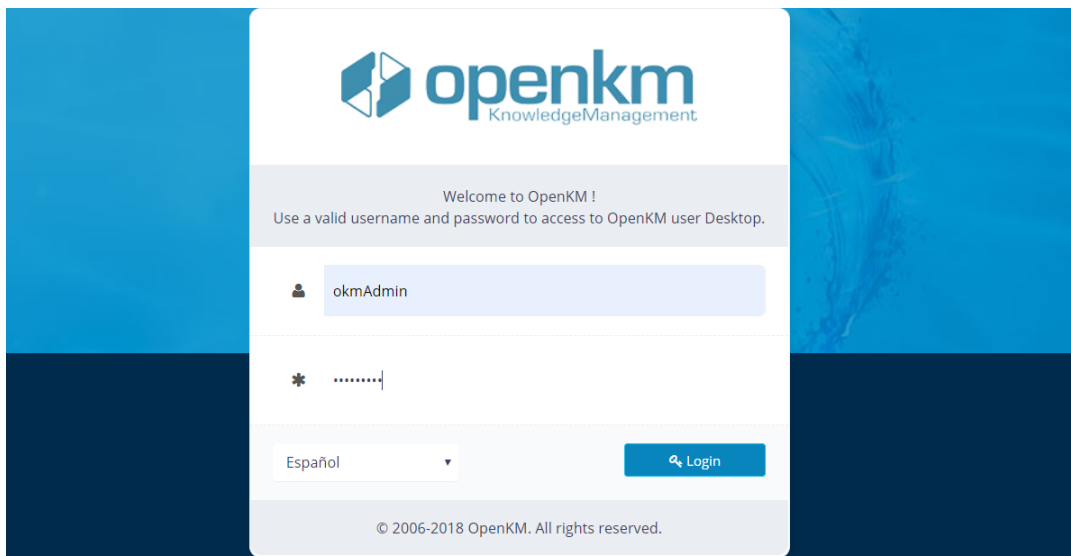 openkm
KnowledgeManagement
Welcome to OpenKM !
Use a valid username and password to access to OpenKM user Desktop.
okmAdmin
•••••••••
Español
Login
© 2006-2018 OpenKM. All rights reserved.